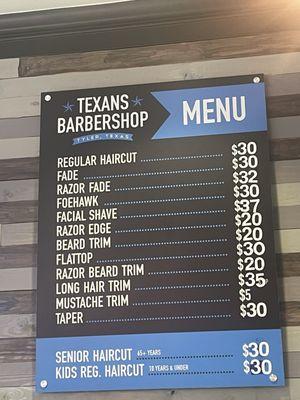 TEXANS
BARBERSHOP
TYLER, TEXAS
MENU
REGULAR HAIRCUT $30
FADE $30
RAZOR FADE $32
FOEHAWK $30
FACIAL SHAVE $37
RAZOR EDGE $20
BEARD TRIM $20
FLATTOP $30
RAZOR BEARD TRIM $20
LONG HAIR TRIM $35
MUSTACHE TRIM $5
TAPER $30
SENIOR HAIRCUT 65+ YEARS $30
KIDS REG. HAIRCUT 10 YEARS & UNDER $30